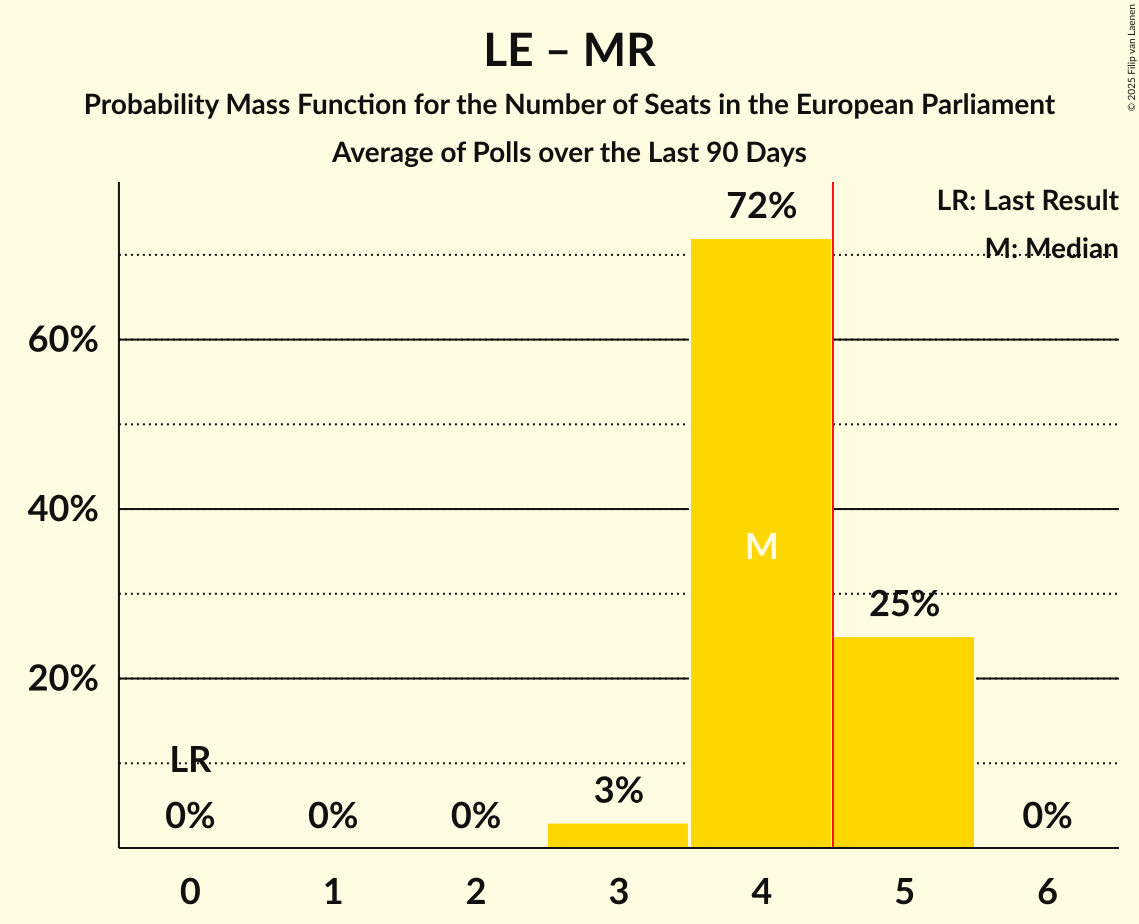 LE – MR
Probability Mass Function for the Number of Seats in the European Parliament
Average of Polls over the Last 90 Days
© 2025 Filip van Laenen
LR: Last Result
M: Median
72%
60%
40%
M
25%
20%
LR
3%
0%
0%
0%
0%
0 1 2 3 4 5 6